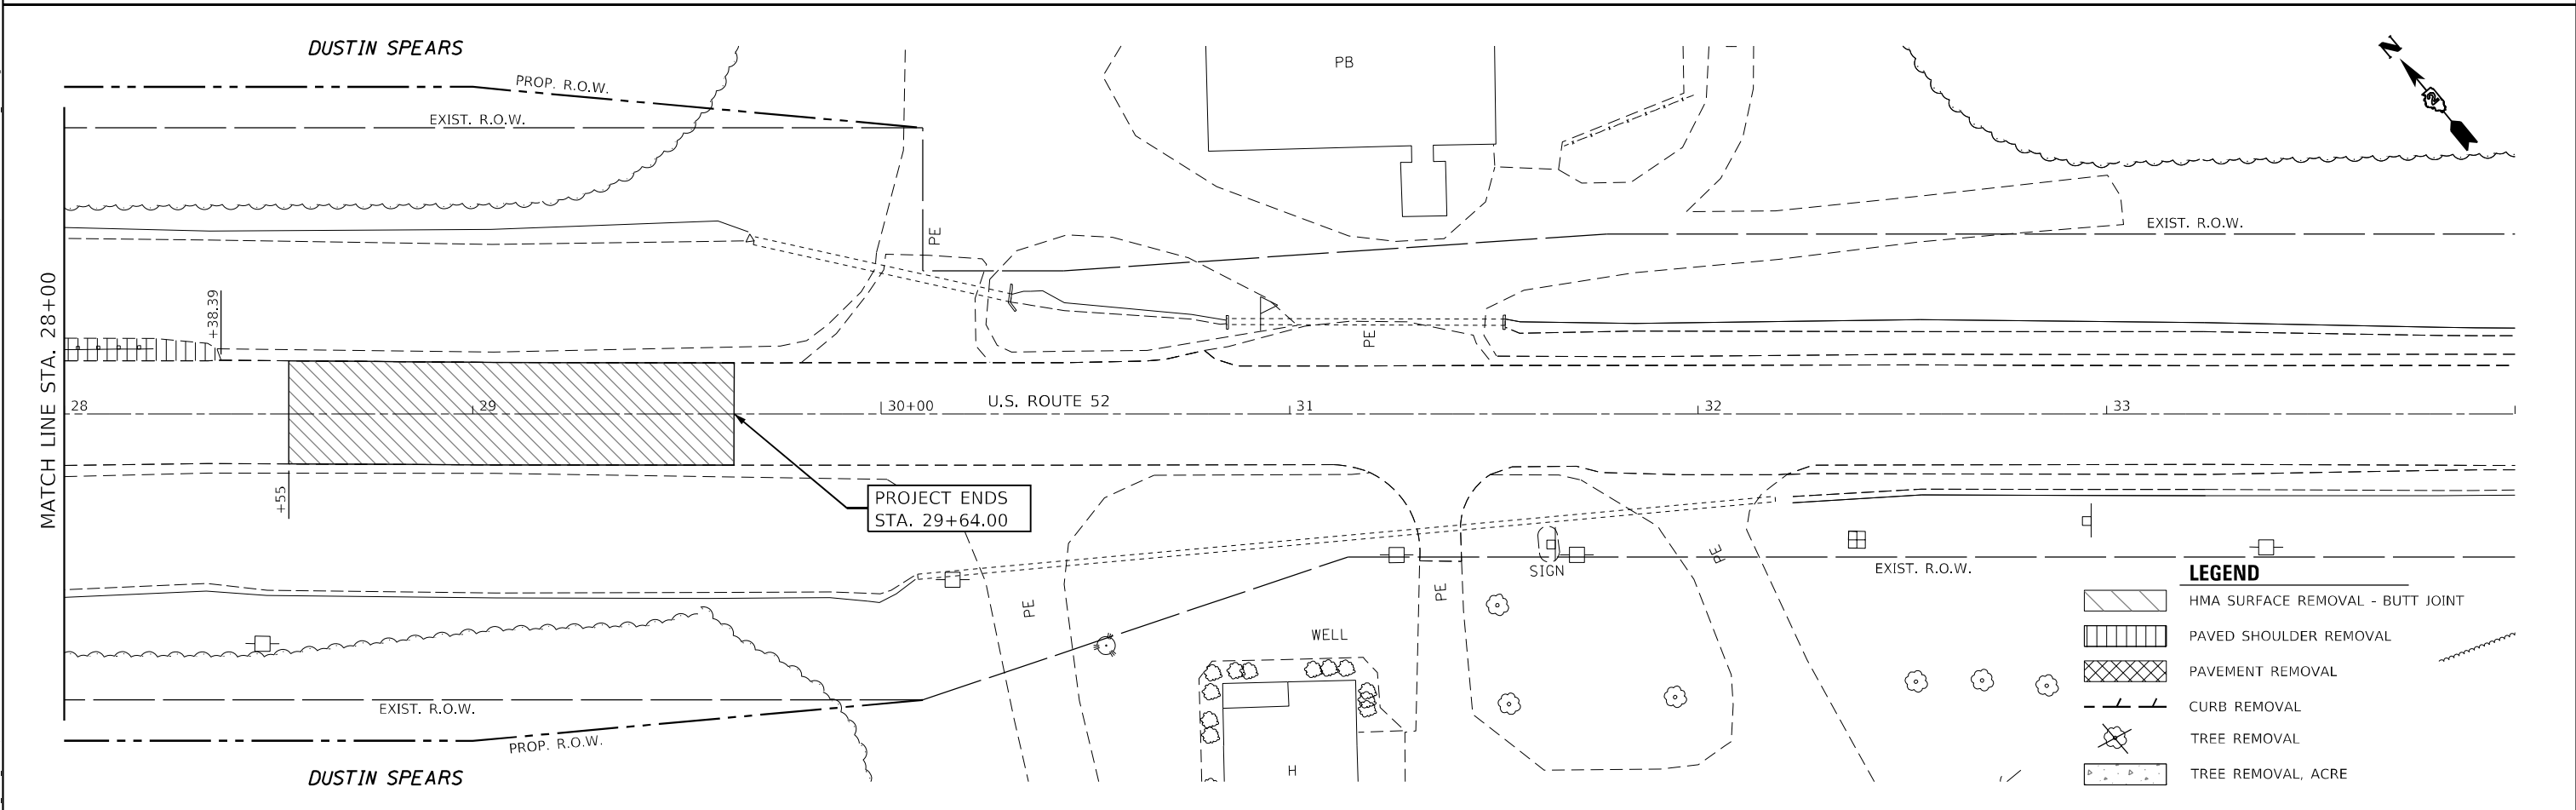 DUSTIN SPEARS
PROP. R.O.W.
EXIST. R.O.W.
PB
N
EXIST. R.O.W.
PE
MATCH LINE STA. 28+00
+38.39
PE
28
29
30+00
U.S. ROUTE 52
31
32
33
+55
PROJECT ENDS
STA. 29+64.00
PE
PE
SIGN
PE
EXIST. R.O.W.
WELL
H
EXIST. R.O.W.
PROP. R.O.W.
DUSTIN SPEARS
LEGEND
HMA SURFACE REMOVAL - BUTT JOINT
PAVED SHOULDER REMOVAL
PAVEMENT REMOVAL
CURB REMOVAL
TREE REMOVAL
TREE REMOVAL, ACRE